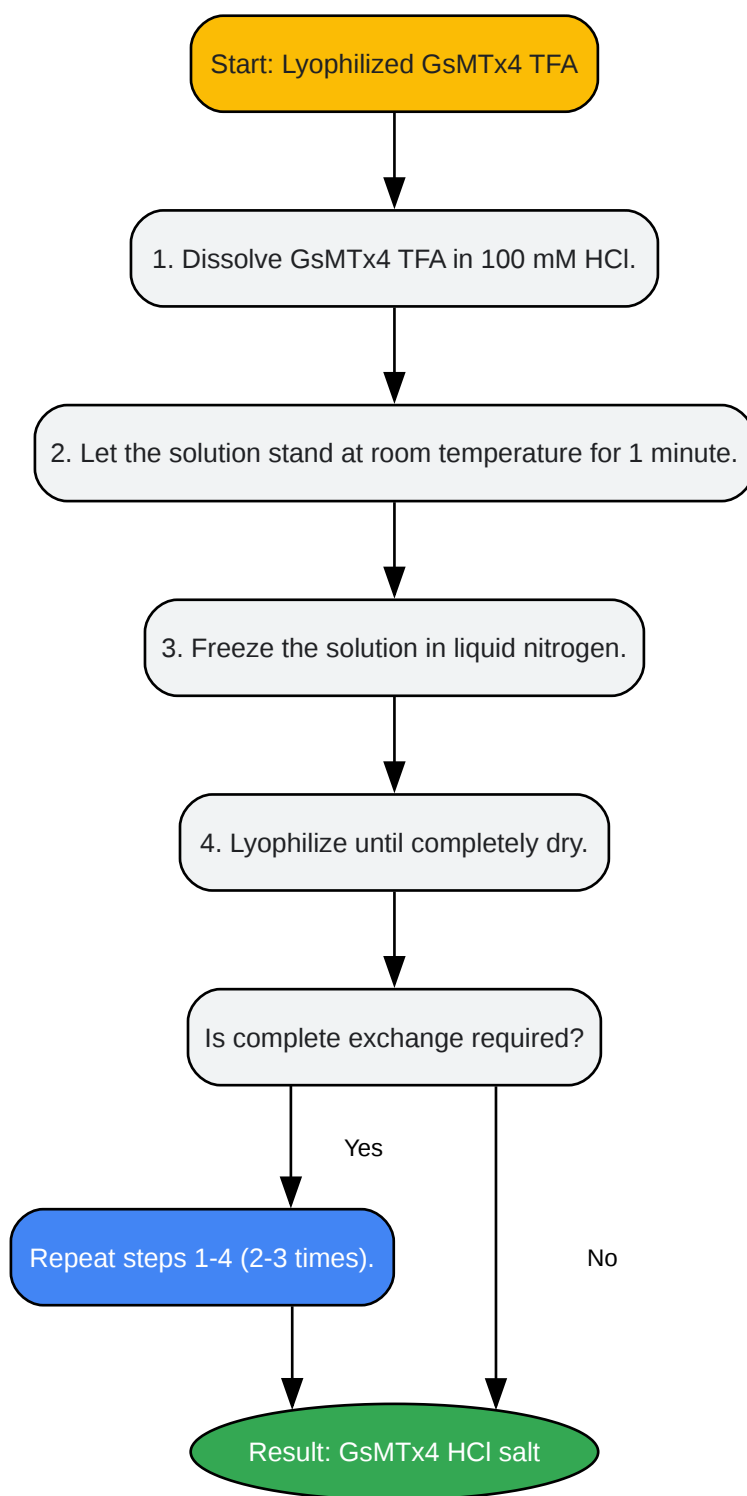 Start: Lyophilized GsMTx4 TFA
1. Dissolve GsMTx4 TFA in 100 mM HCl.
2. Let the solution stand at room temperature for 1 minute.
3. Freeze the solution in liquid nitrogen.
4. Lyophilize until completely dry.
Is complete exchange required?
Yes
Repeat steps 1-4 (2-3 times).
No
Result: GsMTx4 HCl salt